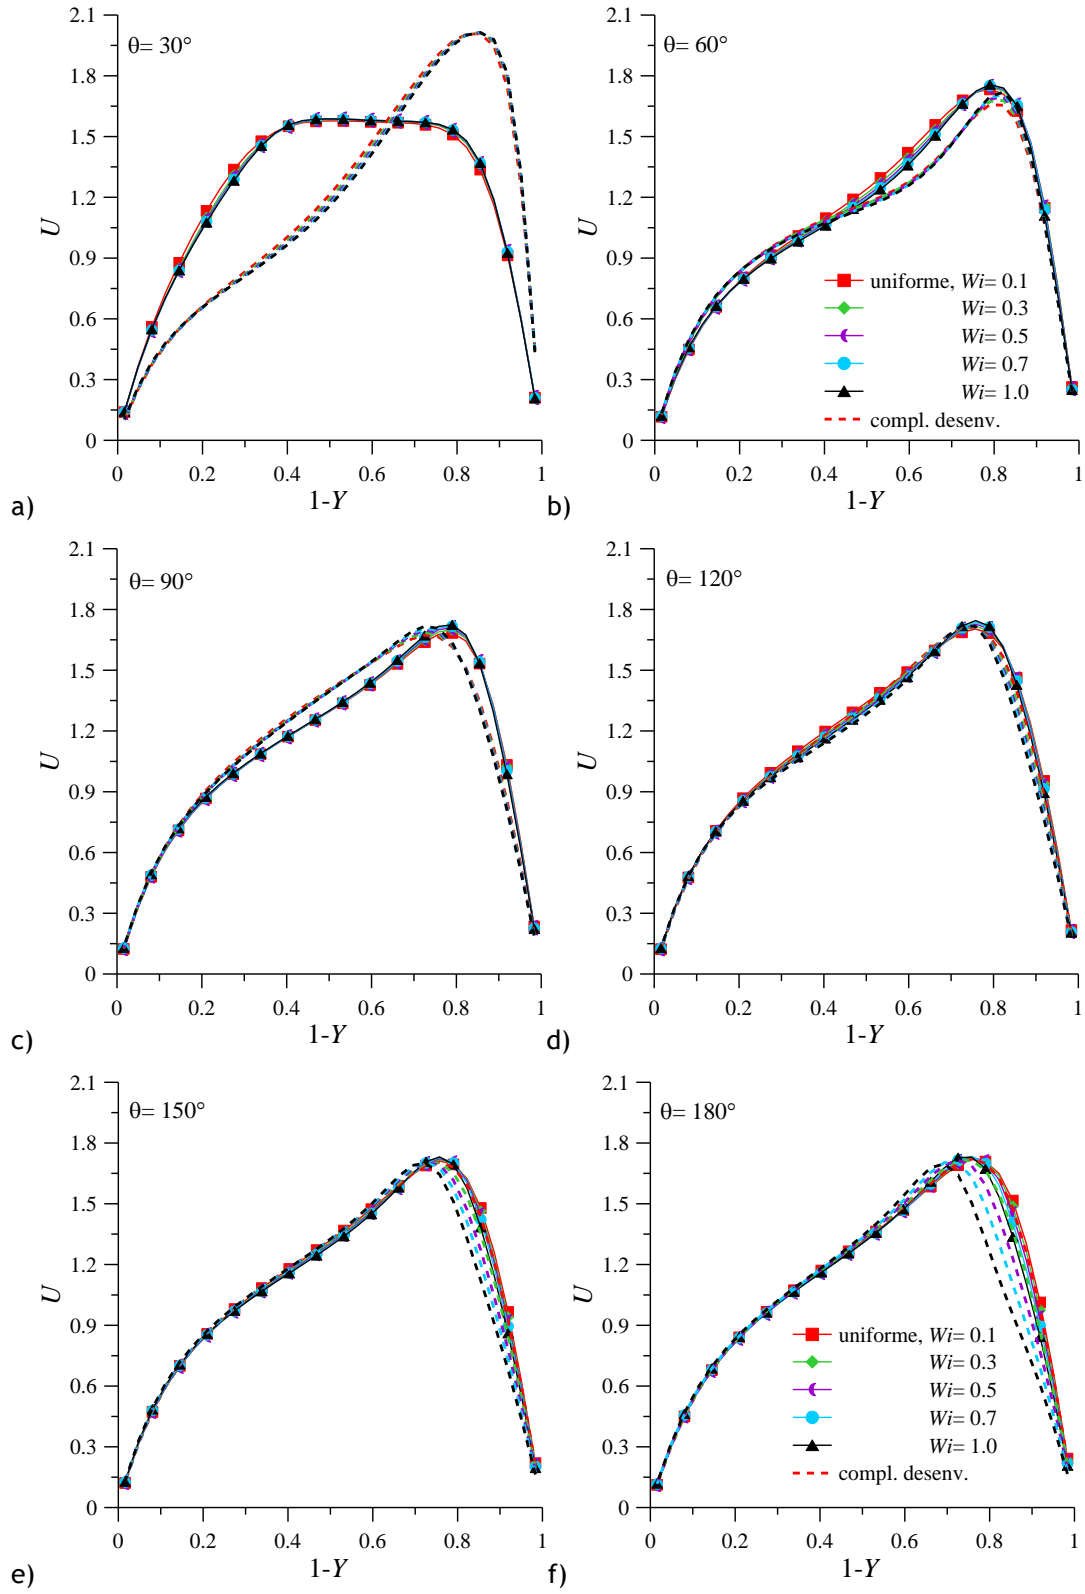 2.1
1.8
1.5
1.2
0.9
0.6
0.3
0
U
θ= 30°
0 0.2 0.4 0.6 0.8 1
1-Y
a)
2.1
1.8
1.5
1.2
0.9
0.6
0.3
0
U
θ= 60°
uniforme, Wi= 0.1
Wi= 0.3
Wi= 0.5
Wi= 0.7
Wi= 1.0
compl. desenv.
0 0.2 0.4 0.6 0.8 1
1-Y
b)
2.1
1.8
1.5
1.2
0.9
0.6
0.3
0
U
θ= 90°
0 0.2 0.4 0.6 0.8 1
1-Y
c)
2.1
1.8
1.5
1.2
0.9
0.6
0.3
0
U
θ= 120°
0 0.2 0.4 0.6 0.8 1
1-Y
d)
2.1
1.8
1.5
1.2
0.9
0.6
0.3
0
U
θ= 150°
0 0.2 0.4 0.6 0.8 1
1-Y
e)
2.1
1.8
1.5
1.2
0.9
0.6
0.3
0
U
θ= 180°
uniforme, Wi= 0.1
Wi= 0.3
Wi= 0.5
Wi= 0.7
Wi= 1.0
compl. desenv.
0 0.2 0.4 0.6 0.8 1
1-Y
f)